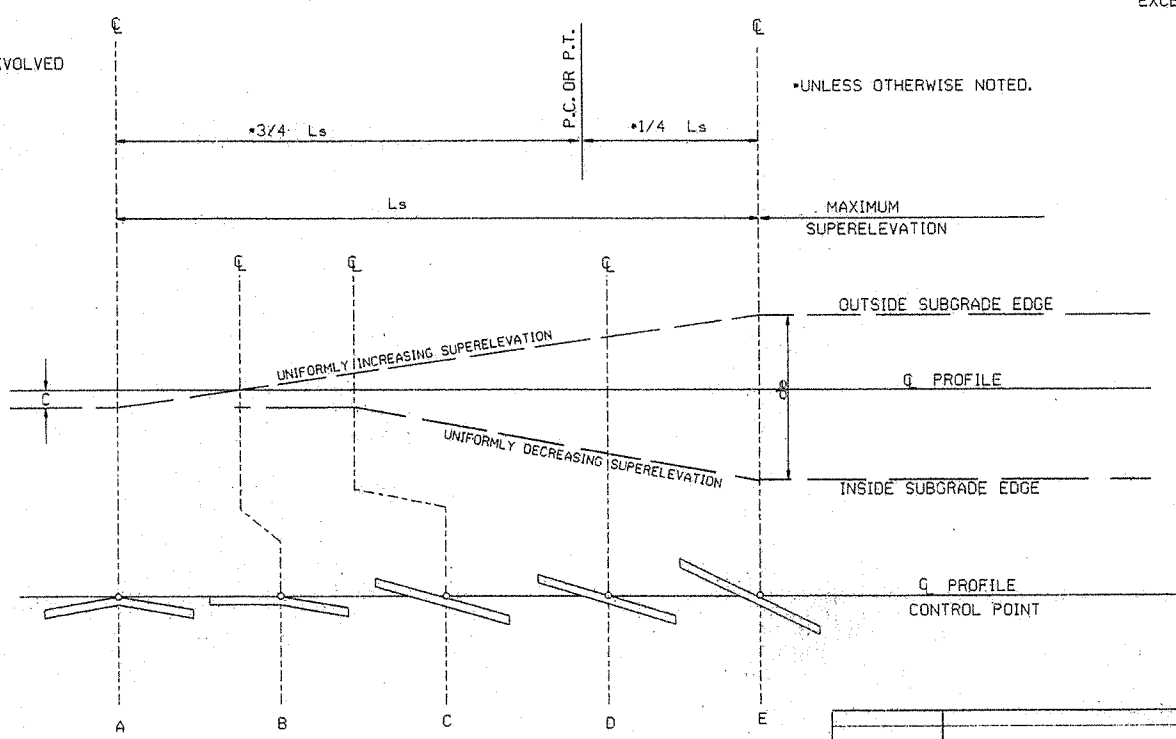 EXCE
℄
℄
EVOLVED
P.C. OR P.T.
*UNLESS OTHERWISE NOTED.
*3/4 Ls
*1/4 Ls
Ls
MAXIMUM
SUPERELEVATION
℄
℄
℄
OUTSIDE SUBGRADE EDGE
UNIFORMLY INCREASING SUPERELEVATION
C
℄ PROFILE
UNIFORMLY DECREASING SUPERELEVATION
INSIDE SUBGRADE EDGE
℄ PROFILE
CONTROL POINT
A
B
C
D
E